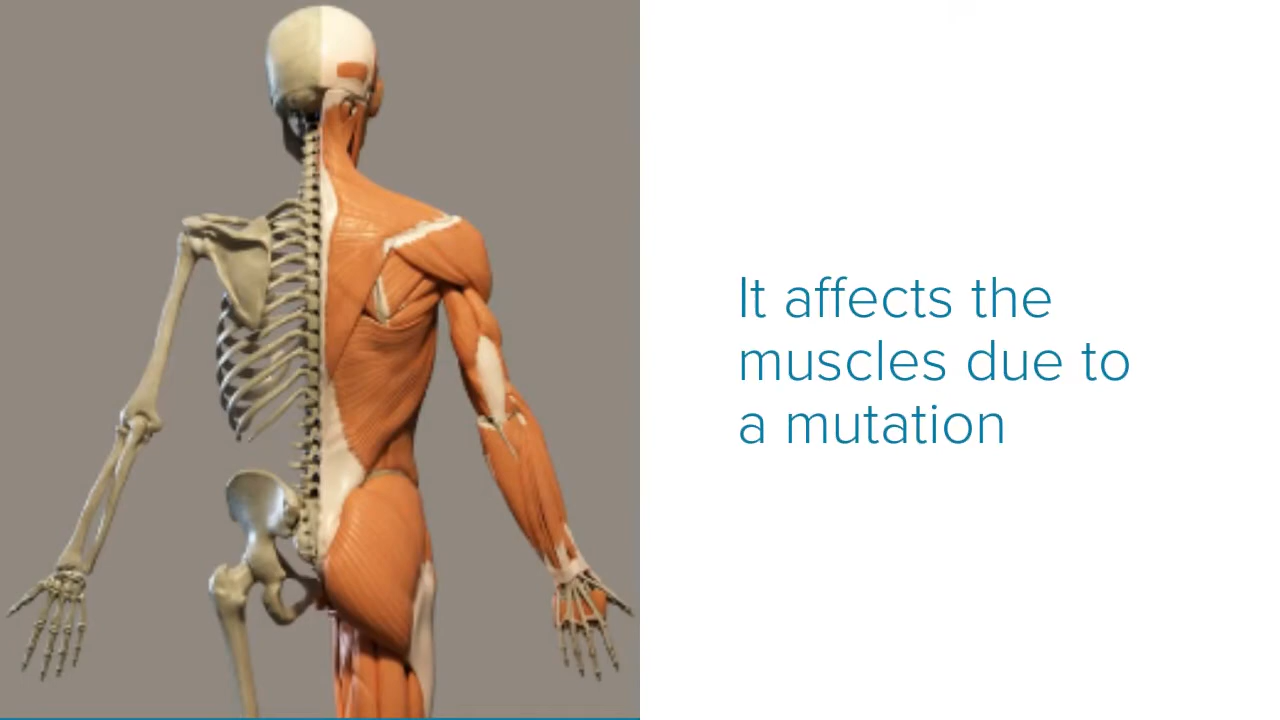 It affects the
muscles due to
a mutation